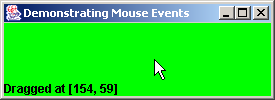 Demonstrating Mouse Events
Dragged at [154, 59]